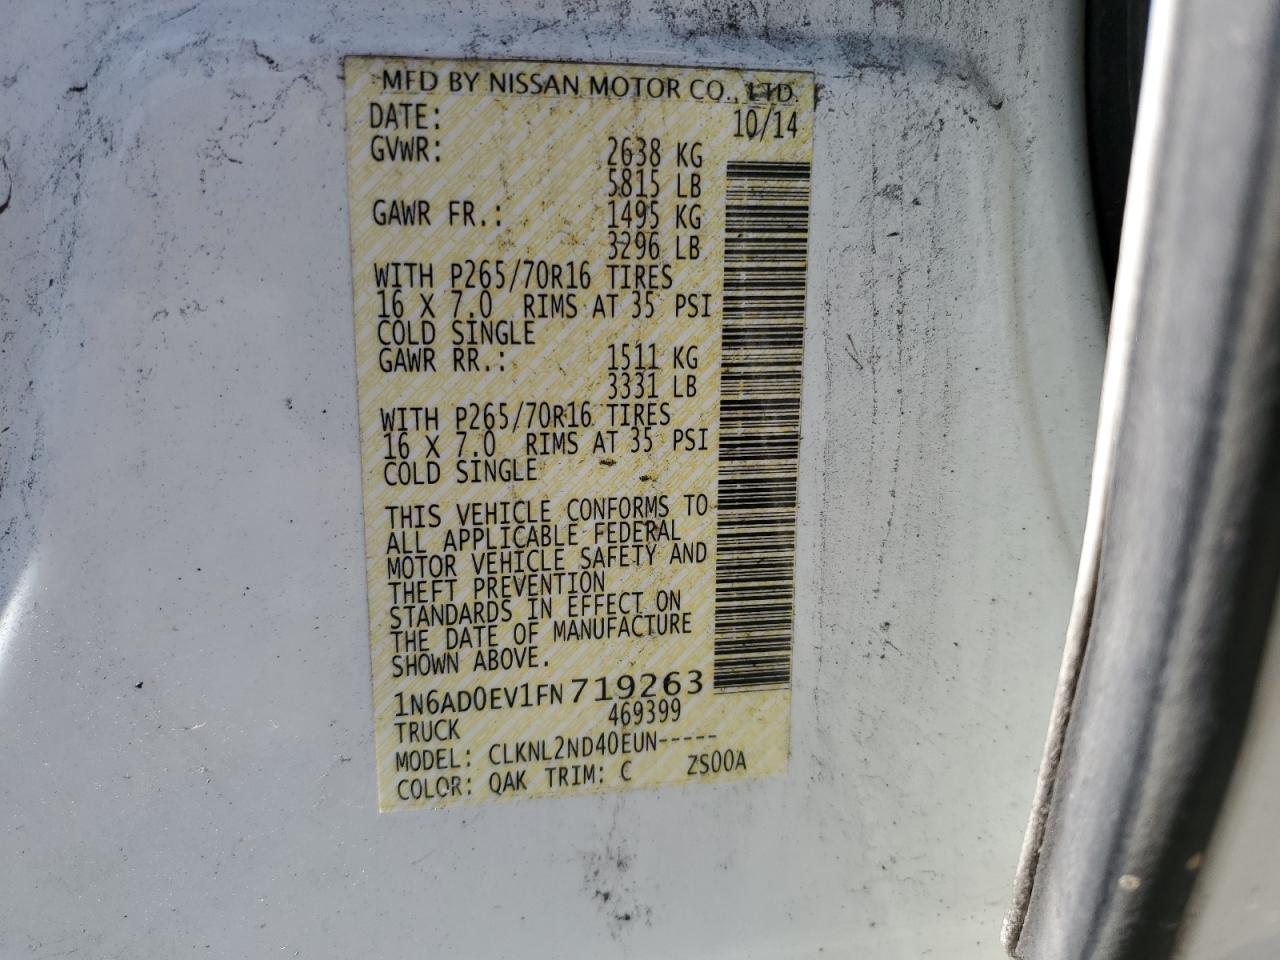 MFD BY NISSAN MOTOR CO., LTD.
DATE: 10/14
GVWR: 2638 KG
5815 LB
GAWR FR.: 1495 KG
3296 LB
WITH P265/70R16 TIRES
16 X 7.0 RIMS AT 35 PSI
COLD SINGLE
GAWR RR.: 1511 KG
3331 LB
WITH P265/70R16 TIRES
16 X 7.0 RIMS AT 35 PSI
COLD SINGLE
THIS VEHICLE CONFORMS TO
ALL APPLICABLE FEDERAL
MOTOR VEHICLE SAFETY AND
THEFT PREVENTION
STANDARDS IN EFFECT ON
THE DATE OF MANUFACTURE
SHOWN ABOVE.
1N6AD0EV1FN 719263
TRUCK 469399
MODEL: CLKNL2ND40EUN-----
COLOR: QAK TRIM: C ZS00A